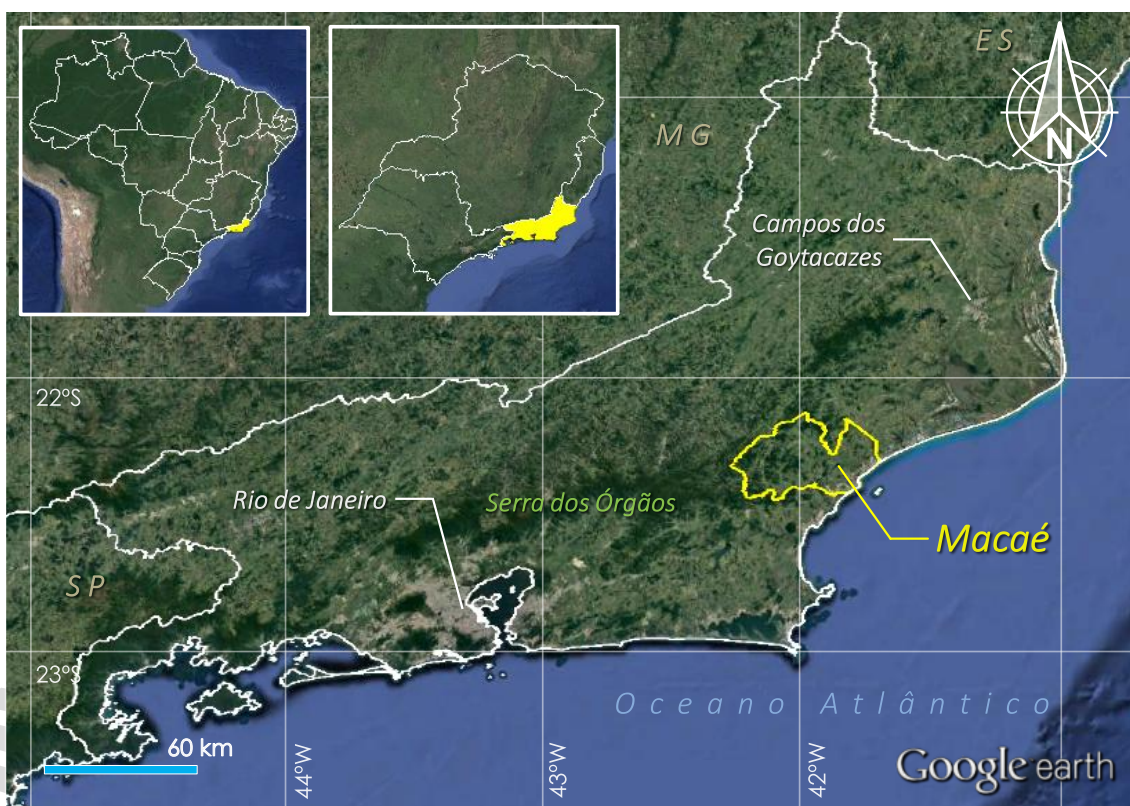 ES
MG
N
Campos dos
Goytacazes
22°S
Rio de Janeiro
Serra dos Órgãos
Macaé
SP
23°S
Oceano Atlântico
60 km
44°W
43°W
42°W
Google earth